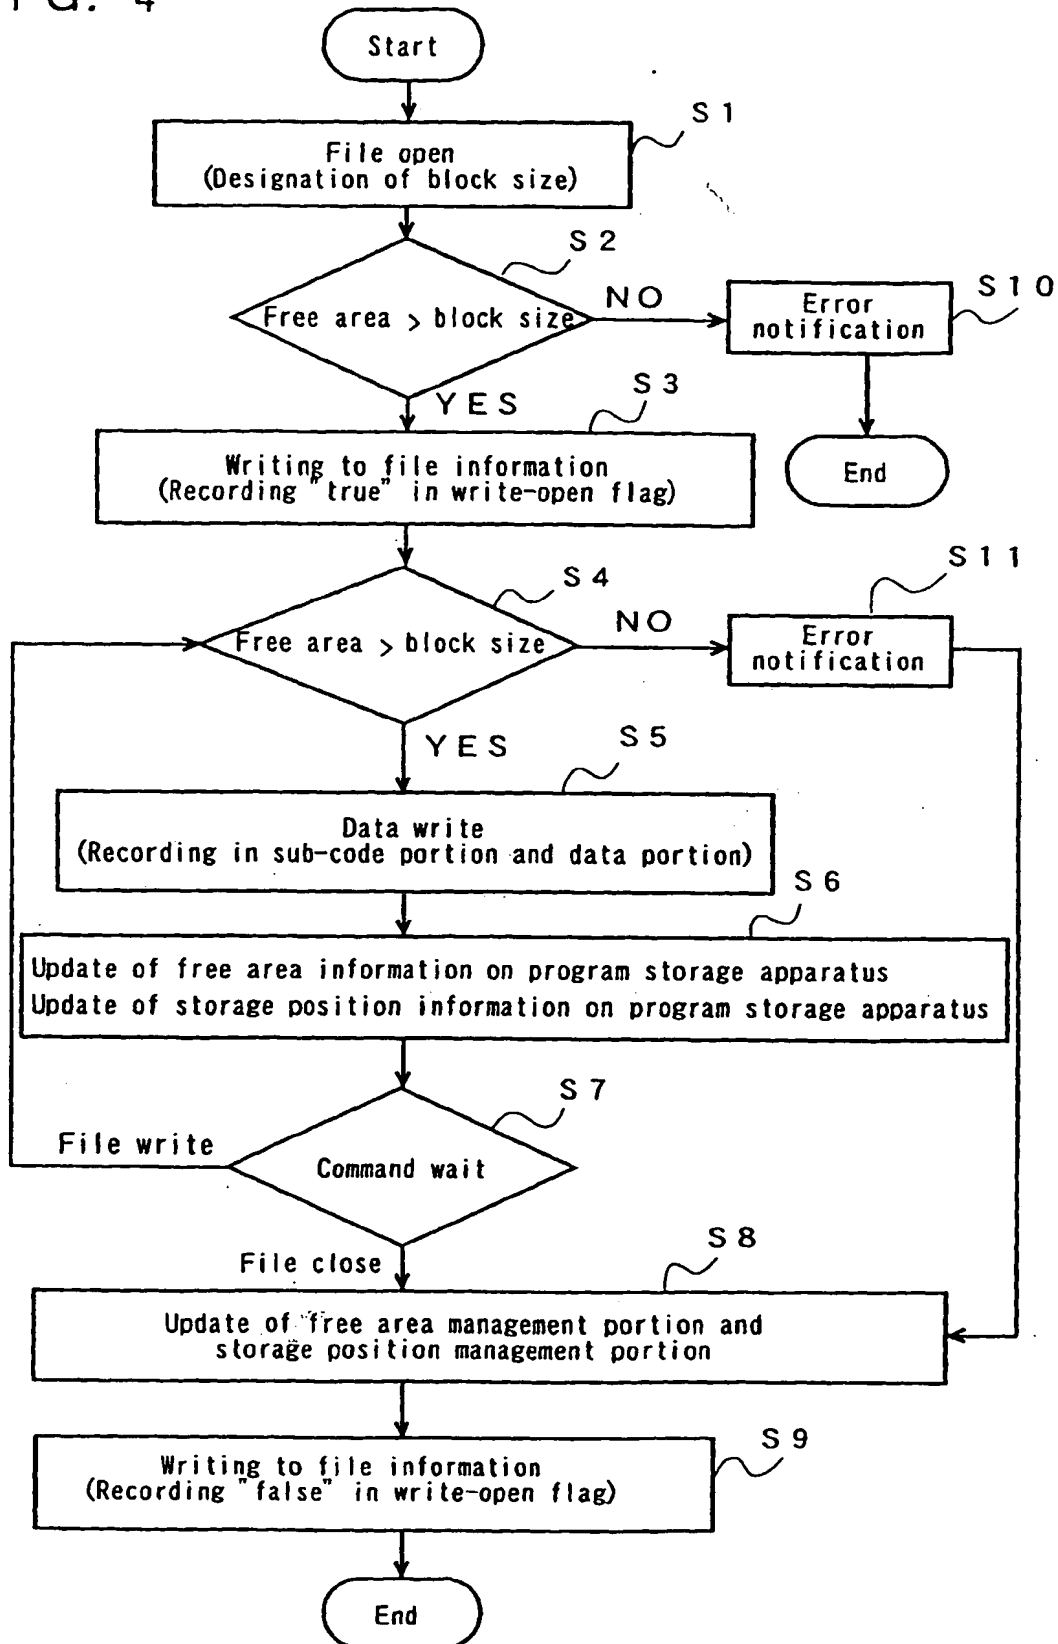 FG. 4
Start
S1
File open
(Designation of block size)
S2
Free area > block size
NO
Error
notification
S10
YES
End
S3
Writing to file information
(Recording "true" in write-open flag)
S4
Free area > block size
NO
Error
notification
S11
YES
S5
Data write
(Recording in sub-code portion and data portion)
S6
Update of free area information on program storage apparatus
Update of storage position information on program storage apparatus
S7
File write
Command wait
File close
S8
Update of free area management portion and
storage position management portion
S9
Writing to file information
(Recording "false" in write-open flag)
End